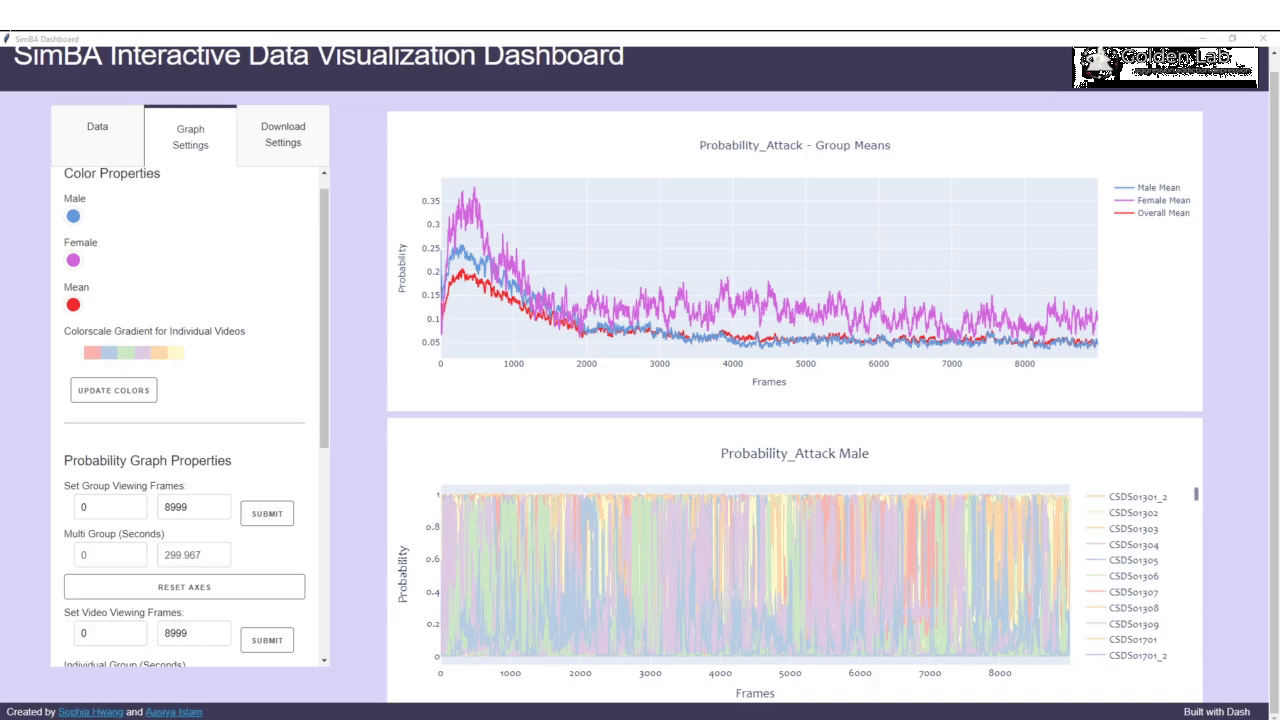 SimBA Dashboard
SimBA Interactive Data Visualization Dashboard
Golden Lab
Data
Graph
Settings
Download
Settings
Color Properties
Male
Female
Mean
Colorscale Gradient for Individual Videos
UPDATE COLORS
Probability Graph Properties
Set Group Viewing Frames:
0
8999
SUBMIT
Multi Group (Seconds)
0
299.967
RESET AXES
Set Video Viewing Frames:
0
8999
SUBMIT
Individual Group (Seconds)
Probability_Attack - Group Means
Probability
0.35
0.3
0.25
0.2
0.15
0.1
0.05
0 1000 2000 3000 4000 5000 6000 7000 8000
Frames
Male Mean
Female Mean
Overall Mean
Probability_Attack Male
Probability
1
0.8
0.6
0.4
0.2
0
0 1000 2000 3000 4000 5000 6000 7000 8000
Frames
CSDS01301_2
CSDS01302
CSDS01303
CSDS01304
CSDS01305
CSDS01306
CSDS01307
CSDS01308
CSDS01309
CSDS01701
CSDS01701_2
Created by Sophia Hwang and Aasiya Islam
Built with Dash